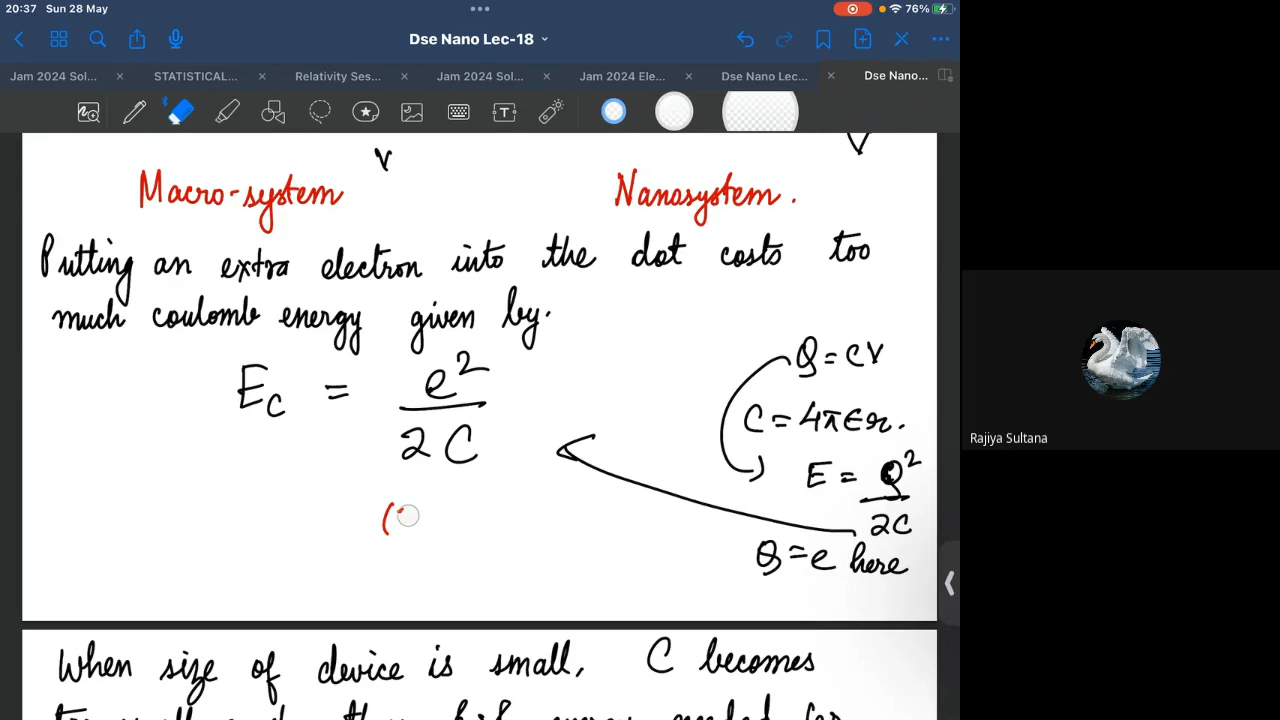 20:37 Sun 28 May
76%
Dse Nano Lec-18
Jam 2024 Sol...
STATISTICAL...
Relativity Ses...
Jam 2024 Sol...
Jam 2024 Ele...
Dse Nano Lec...
Dse Nano...
V
V
Macro-system
Nanosystem.
Putting an extra electron into the dot costs too
much coulomb energy given by.
E_C = e²/2C
Q = CV
C = 4πϵr.
E = Q²/2C
Q = e here
(
When size of device is small, C becomes
Rajiya Sultana